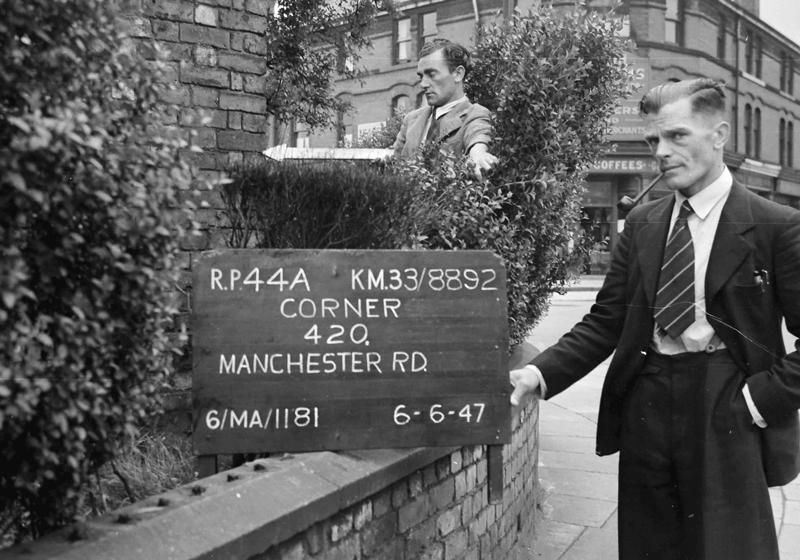 COFFEES
R.P.44A KM.33/8892
CORNER
420.
MANCHESTER RD.
6/MA/1181 6-6-47